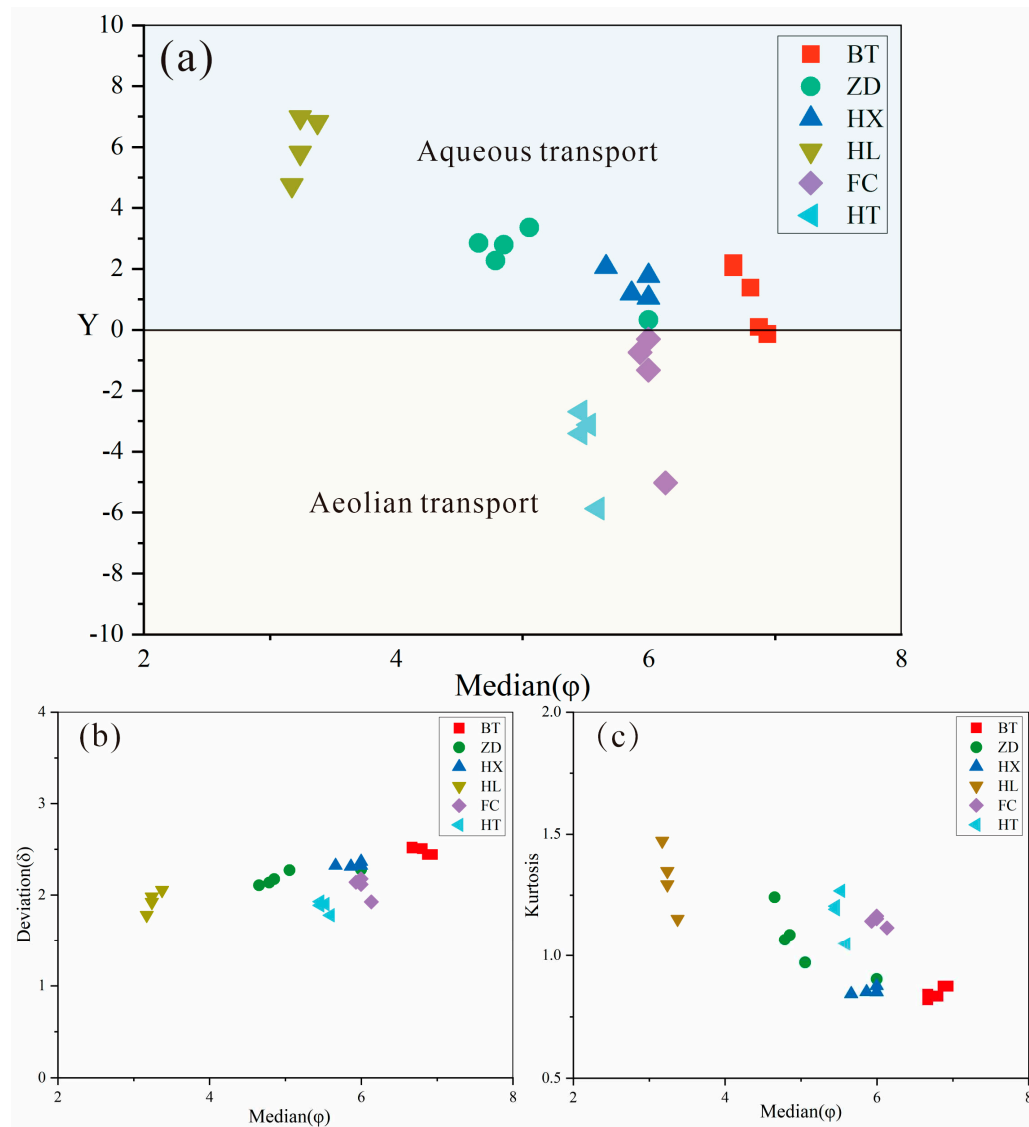 (a)
BT
ZD
HX
HL
FC
HT
Aqueous transport
Aeolian transport
Y
10
8
6
4
2
0
-2
-4
-6
-8
-10
2
4
6
8
Median(φ)
(b)
BT
ZD
HX
HL
FC
HT
Deviation(δ)
4
3
2
1
0
2
4
6
8
Median(φ)
(c)
BT
ZD
HX
HL
FC
HT
Kurtosis
2.0
1.5
1.0
0.5
2
4
6
8
Median(φ)